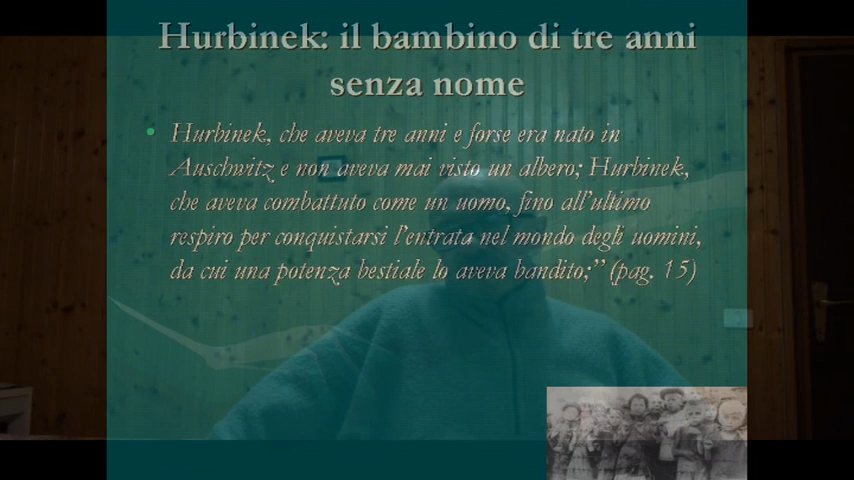 Hurbinek: il bambino di tre anni
senza nome
• Hurbinek, che aveva tre anni e forse era nato in
Auschwitz e non aveva mai visto un albero; Hurbinek,
che aveva combattuto come un uomo, fino all'ultimo
respiro per conquistarsi l'entrata nel mondo degli uomini,
da cui una potenza bestiale lo aveva bandito;” (pag. 15)